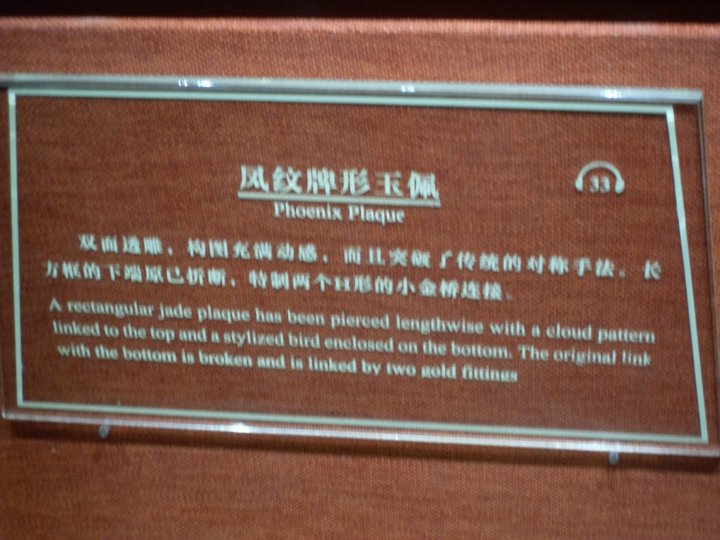 凤纹牌形玉佩
33
Phoenix Plaque
双面透雕，构图充满动感，而且突破了传统的对称手法。长
方框的下端原已折断，特制两个H形的小金桥连接。
A rectangular jade plaque has been pierced lengthwise with a cloud pattern
linked to the top and a stylized bird enclosed on the bottom. The original link
with the bottom is broken and is linked by two gold fittings